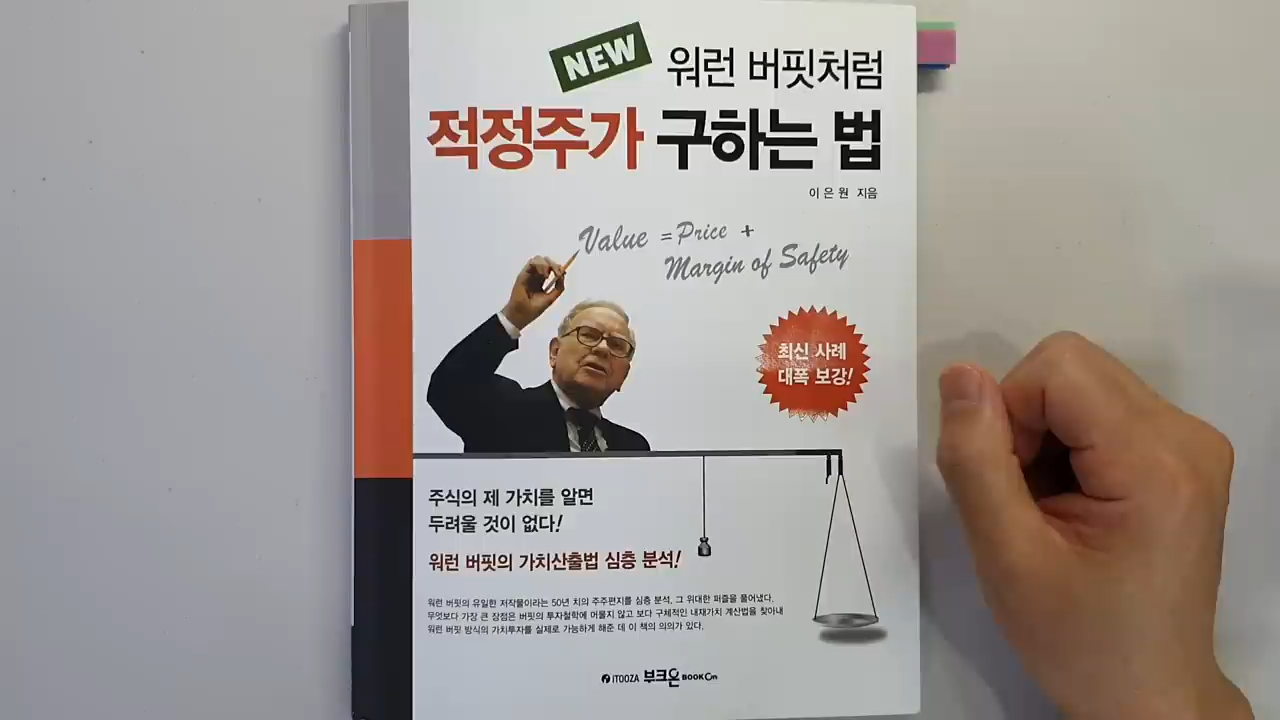 NEW
워런 버핏처럼
적정주가 구하는 법
이은원 지음
Value = Price +
Margin of Safety
최신 사례
대폭 보강!
주식의 제 가치를 알면
두려울 것이 없다!
워런 버핏의 가치산출법 심층 분석!
워런 버핏의 유일한 저작물이라는 50년 치의 주주편지를 심층 분석, 그 위대한 퍼즐을 풀어냈다.
무엇보다 가장 큰 장점은 버핏의 투자철학에 머물지 않고 보다 구체적인 내재가치 계산법을 찾아내
워런 버핏 방식의 가치투자를 실제로 가능하게 해준 데 이 책의 의의가 있다.
ITOOZA 부크온 BOOKOn